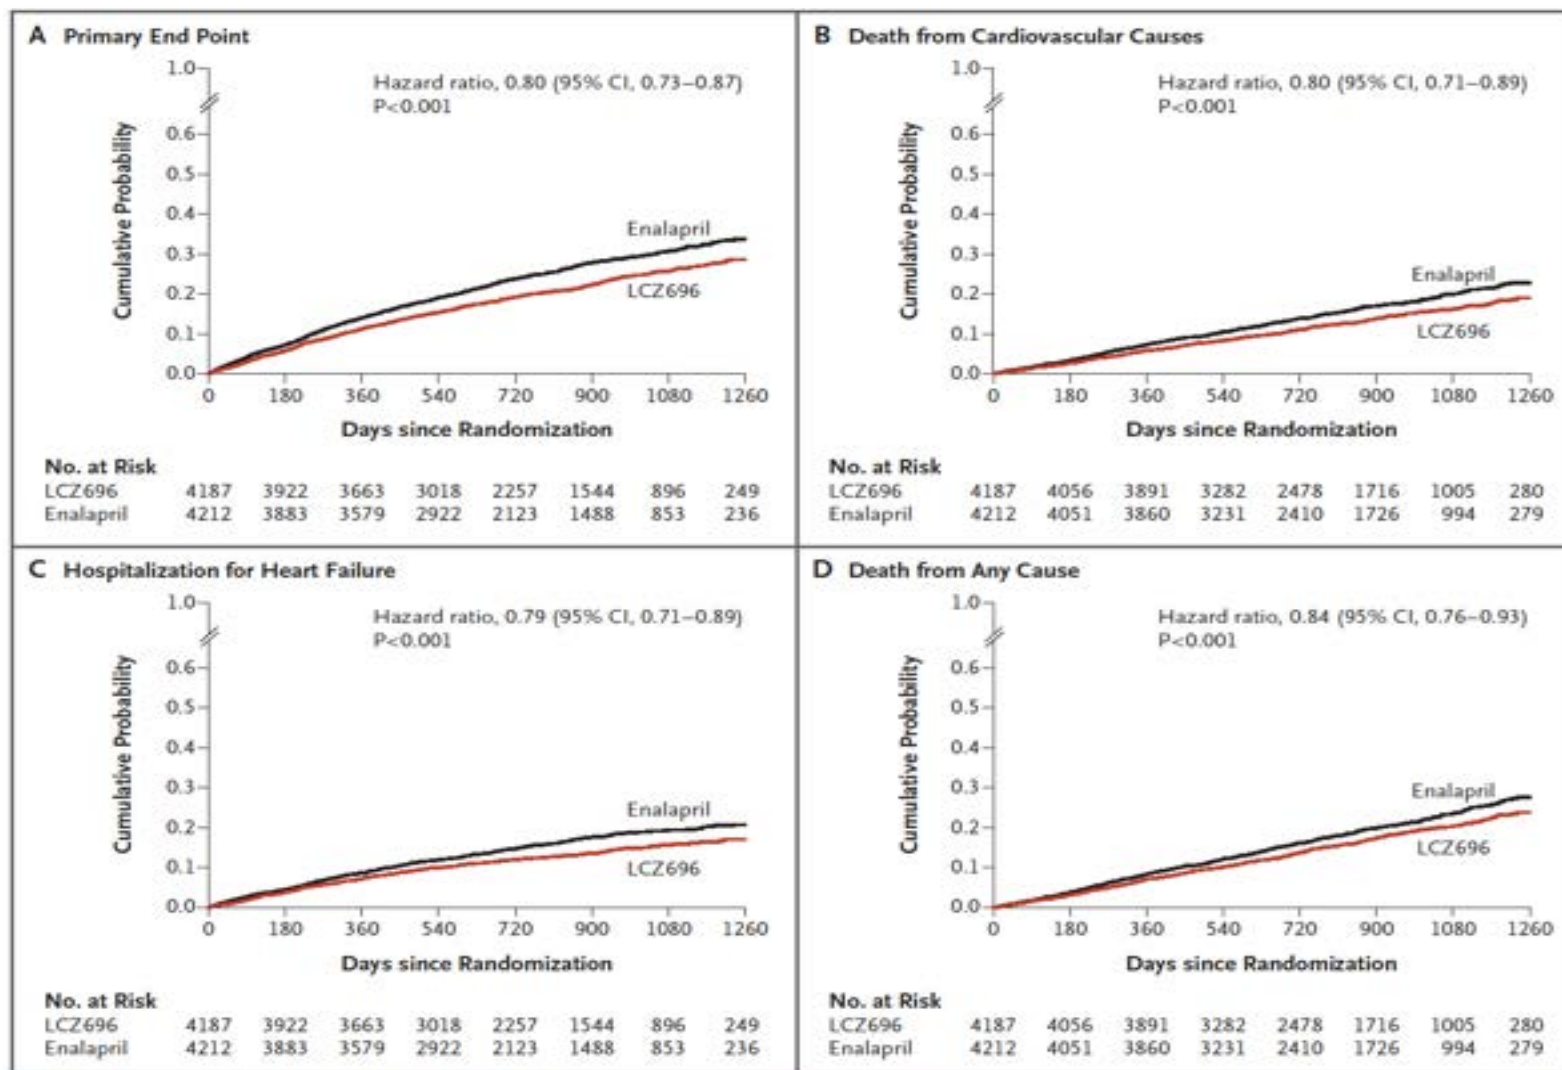 A Primary End Point
1.0
0.6
0.5
0.4
0.3
0.2
0.1
0.0
Cumulative Probability
Hazard ratio, 0.80 (95% CI, 0.73–0.87)
P<0.001
Enalapril
LCZ696
0 180 360 540 720 900 1080 1260
Days since Randomization
No. at Risk
LCZ696 4187 3922 3663 3018 2257 1544 896 249
Enalapril 4212 3883 3579 2922 2123 1488 853 236
B Death from Cardiovascular Causes
1.0
0.6
0.5
0.4
0.3
0.2
0.1
0.0
Cumulative Probability
Hazard ratio, 0.80 (95% CI, 0.71–0.89)
P<0.001
Enalapril
LCZ696
0 180 360 540 720 900 1080 1260
Days since Randomization
No. at Risk
LCZ696 4187 4056 3891 3282 2478 1716 1005 280
Enalapril 4212 4051 3860 3231 2410 1726 994 279
C Hospitalization for Heart Failure
1.0
0.6
0.5
0.4
0.3
0.2
0.1
0.0
Cumulative Probability
Hazard ratio, 0.79 (95% CI, 0.71–0.89)
P<0.001
Enalapril
LCZ696
0 180 360 540 720 900 1080 1260
Days since Randomization
No. at Risk
LCZ696 4187 3922 3663 3018 2257 1544 896 249
Enalapril 4212 3883 3579 2922 2123 1488 853 236
D Death from Any Cause
1.0
0.6
0.5
0.4
0.3
0.2
0.1
0.0
Cumulative Probability
Hazard ratio, 0.84 (95% CI, 0.76–0.93)
P<0.001
Enalapril
LCZ696
0 180 360 540 720 900 1080 1260
Days since Randomization
No. at Risk
LCZ696 4187 4056 3891 3282 2478 1716 1005 280
Enalapril 4212 4051 3860 3231 2410 1726 994 279